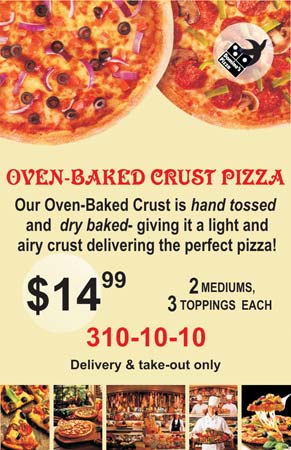 Domino's
Pizza
OVEN-BAKED CRUST PIZZA
Our Oven-Baked Crust is hand tossed
and dry baked- giving it a light and
airy crust delivering the perfect pizza!
$14 99
2 MEDIUMS,
3 TOPPINGS EACH
310-10-10
Delivery & take-out only